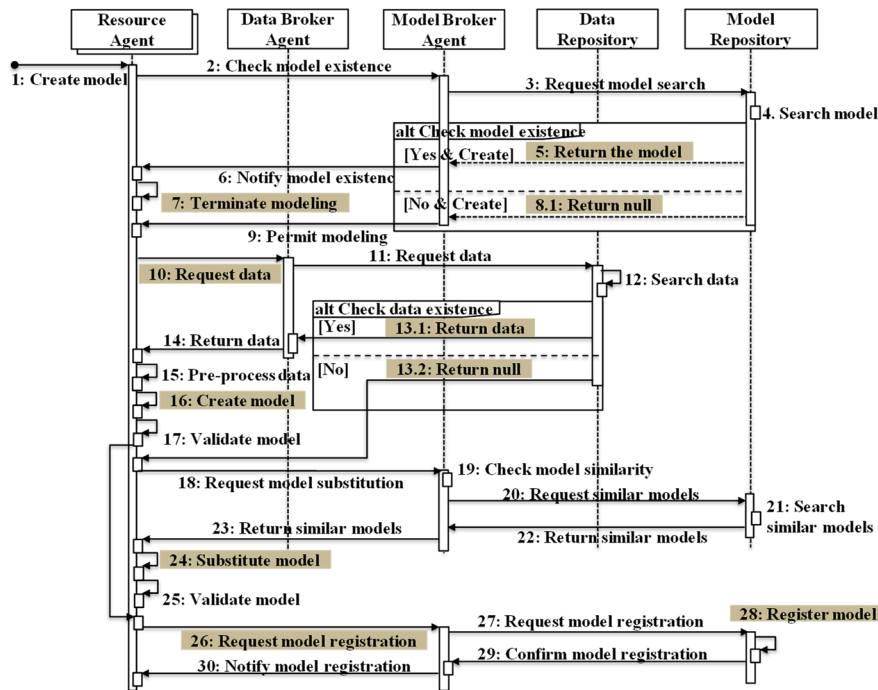 Resource Agent
Data Broker Agent
Model Broker Agent
Data Repository
Model Repository
1: Create model
2: Check model existence
3: Request model search
4. Search model
alt Check model existence
[Yes & Create]
5: Return the model
6: Notify model existenc
7: Terminate modeling
[No & Create]
8.1: Return null
9: Permit modeling
10: Request data
11: Request data
12: Search data
alt Check data existence
[Yes]
13.1: Return data
14: Return data
[No]
13.2: Return null
15: Pre-process data
16: Create model
17: Validate model
18: Request model substitution
19: Check model similarity
20: Request similar models
21: Search similar models
22: Return similar models
23: Return similar models
24: Substitute model
25: Validate model
26: Request model registration
27: Request model registration
28: Register model
29: Confirm model registration
30: Notify model registration